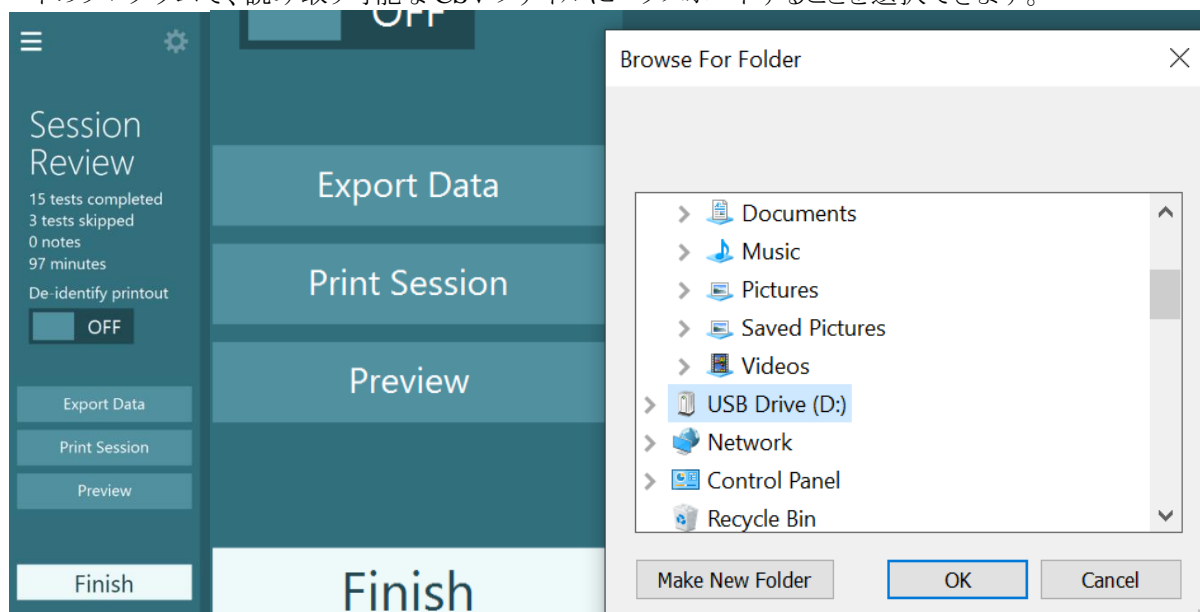 OFF
Session
Review
15 tests completed
3 tests skipped
0 notes
97 minutes
De-identify printout
OFF
Export Data
Print Session
Preview
Finish
Export Data
Print Session
Preview
Finish
Browse For Folder
Documents
Music
Pictures
Saved Pictures
Videos
USB Drive (D:)
Network
Control Panel
Recycle Bin
Make New Folder
OK
Cancel